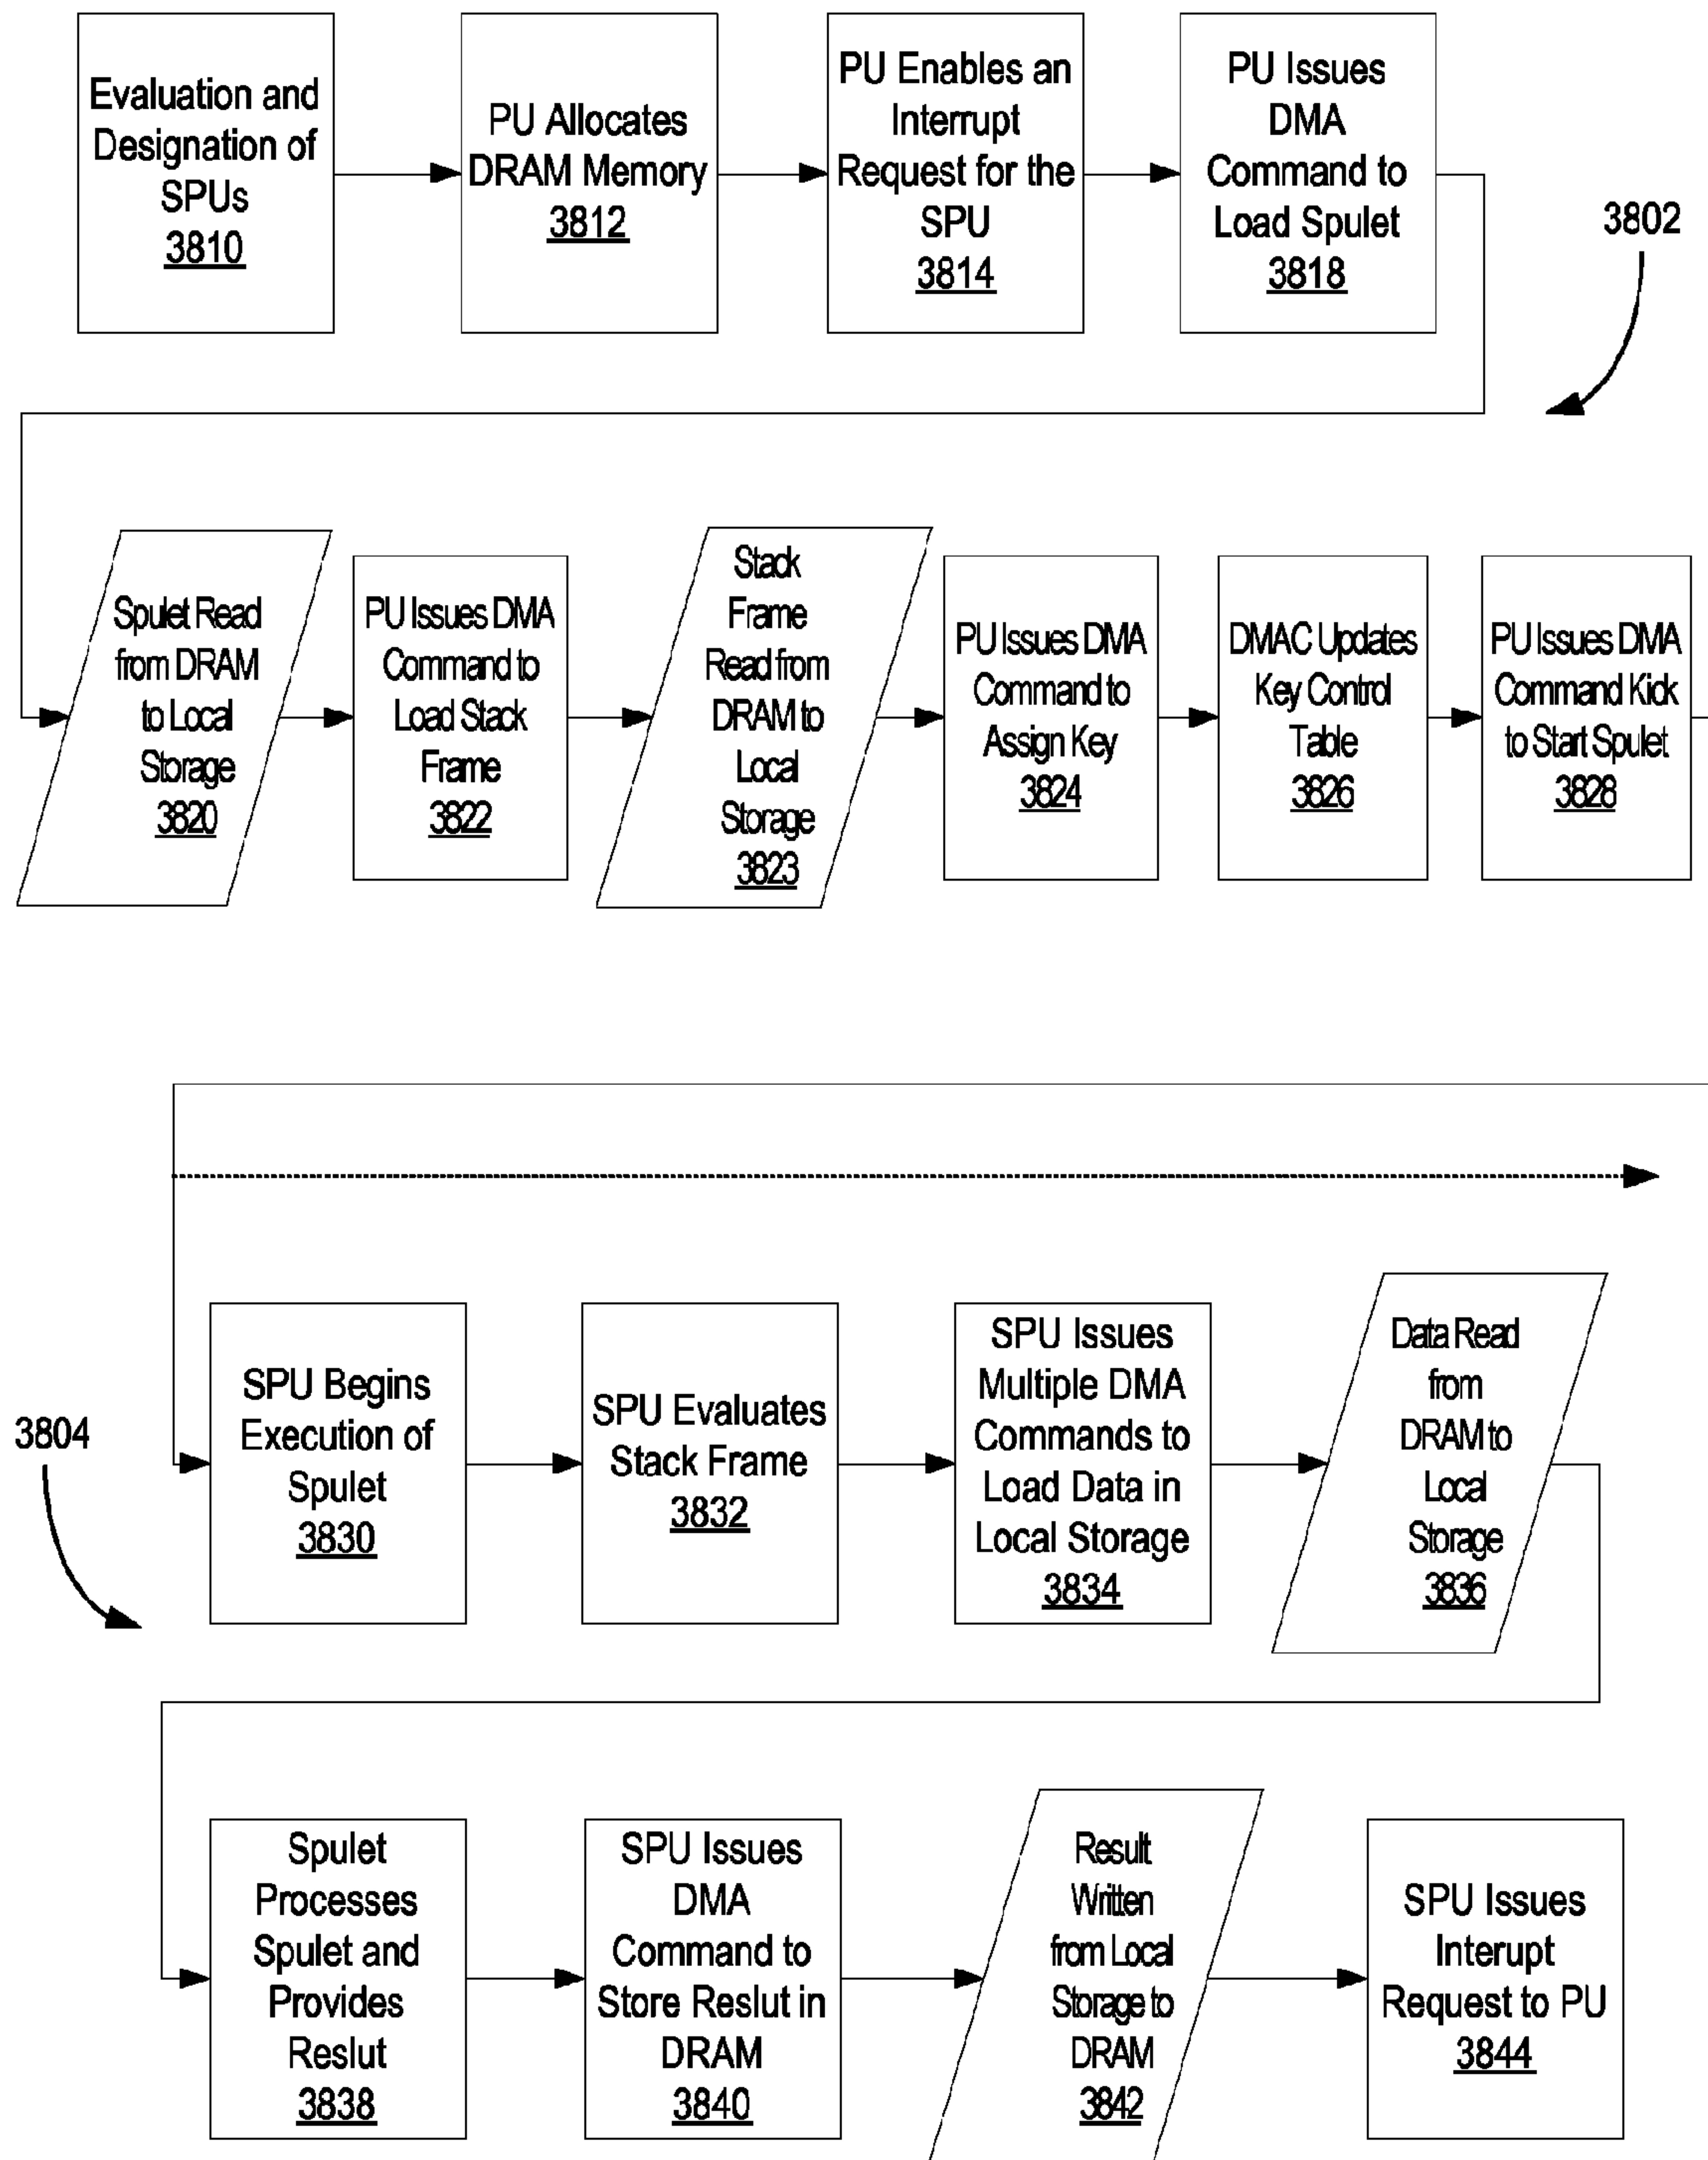 Evaluation and
Designation of
SPUs
3810
PU Allocates
DRAM Memory
3812
PU Enables an
Interrupt
Request for the
SPU
3814
PU Issues
DMA
Command to
Load Spulet
3818
3802
Spulet Read
from DRAM
to Local
Storage
3820
PU Issues DMA
Command to
Load Stack
Frame
3822
Stack
Frame
Read from
DRAM to
Local
Storage
3823
PU Issues DMA
Command to
Assign Key
3824
DMAC Updates
Key Control
Table
3826
PU Issues DMA
Command Kick
to Start Spulet
3828
3804
SPU Begins
Execution of
Spulet
3830
SPU Evaluates
Stack Frame
3832
SPU Issues
Multiple DMA
Commands to
Load Data in
Local Storage
3834
Data Read
from
DRAM to
Local
Storage
3836
Spulet
Processes
Spulet and
Provides
Reslut
3838
SPU Issues
DMA
Command to
Store Reslut in
DRAM
3840
Result
Written
from Local
Storage to
DRAM
3842
SPU Issues
Interupt
Request to PU
3844